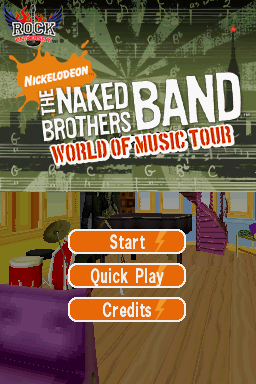 ROCK
NICKELODEON
THE NAKED
BROTHERS BAND
WORLD OF MUSIC TOUR
Start
Quick Play
Credits